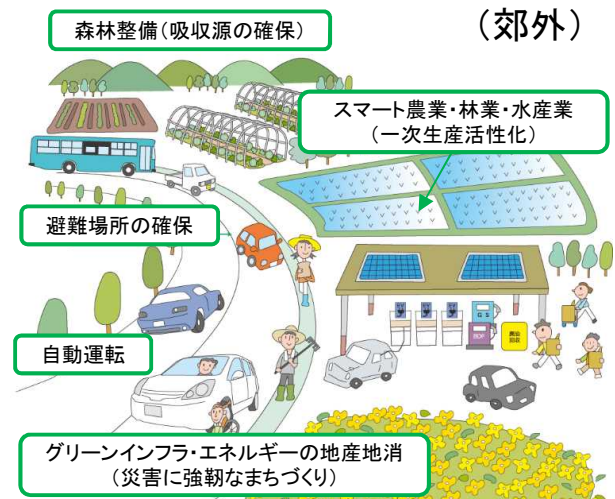 （郊外）
森林整備（吸収源の確保）
スマート農業・林業・水産業
（一次生産活性化）
避難場所の確保
自動運転
GS
グリーンインフラ・エネルギーの地産地消
（災害に強靭なまちづくり）